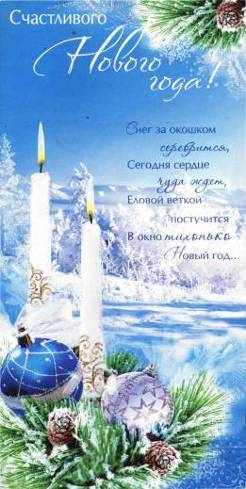 Счастливого
Нового
года!
Снег за окошком
серебрится,
Сегодня сердце
чуда ждет,
Еловой веткой
постучится
В окно тихонько
Новый год...